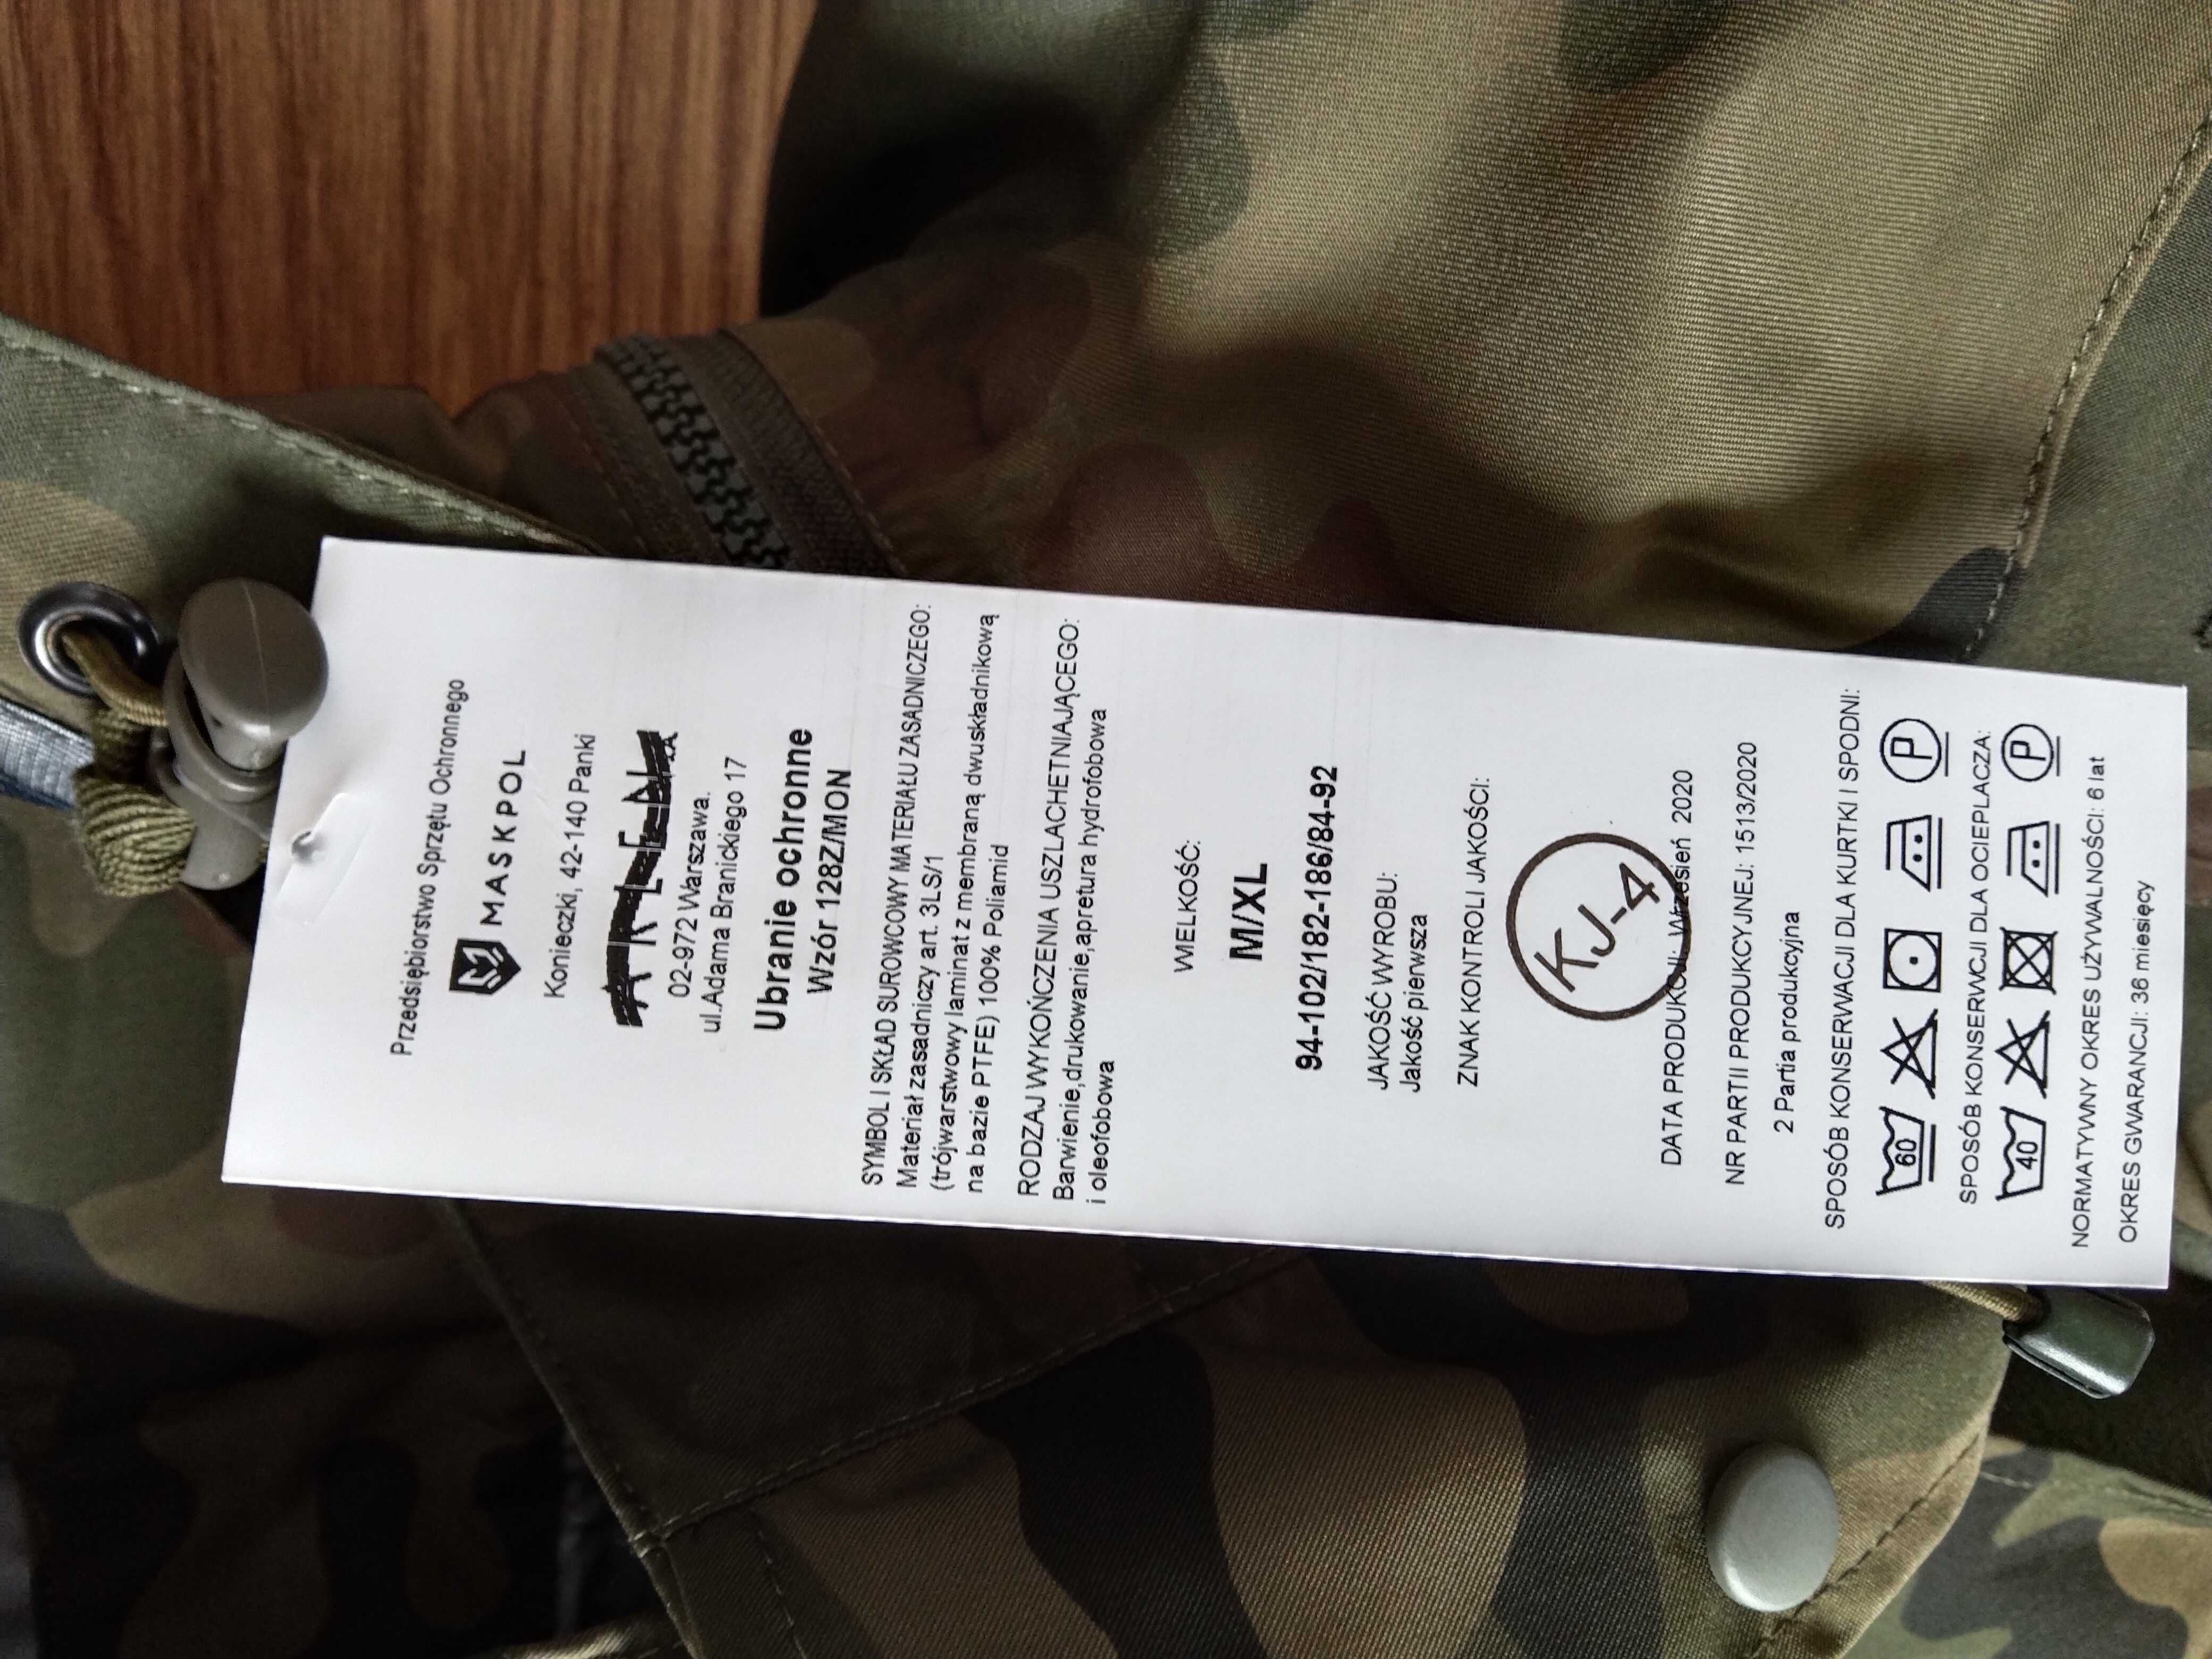 Przedsiębiorstwo Sprzętu Ochronnego
MASKPOL
Konieczki, 42-140 Panki
ARLEN
02-972 Warszawa.
ul.Adama Branickiego 17
Ubranie ochronne
Wzór 128Z/MON
SYMBOL I SKŁAD SUROWCOWY MATERIAŁU ZASADNICZEGO:
Materiał zasadniczy art. 3LS/1
(trójwarstwowy laminat z membraną dwuskładnikową
na bazie PTFE) 100% Poliamid
RODZAJ WYKOŃCZENIA USZLACHETNIAJĄCEGO:
Barwienie,drukowanie,apretura hydrofobowa
i oleofobowa
WIELKOŚĆ:
M/XL
94-102/182-186/84-92
JAKOŚĆ WYROBU:
Jakość pierwsza
ZNAK KONTROLI JAKOŚCI:
KJ-4
DATA PRODUKCJI: Wrzesień 2020
NR PARTII PRODUKCYJNEJ: 1513/2020
2 Partia produkcyjna
SPOSÓB KONSERWACJI DLA KURTKI I SPODNI:
60 P
SPOSÓB KONSERWCJI DLA OCIEPLACZA:
40 P
NORMATYWNY OKRES UŻYWALNOŚCI: 6 lat
OKRES GWARANCJI: 36 miesięcy